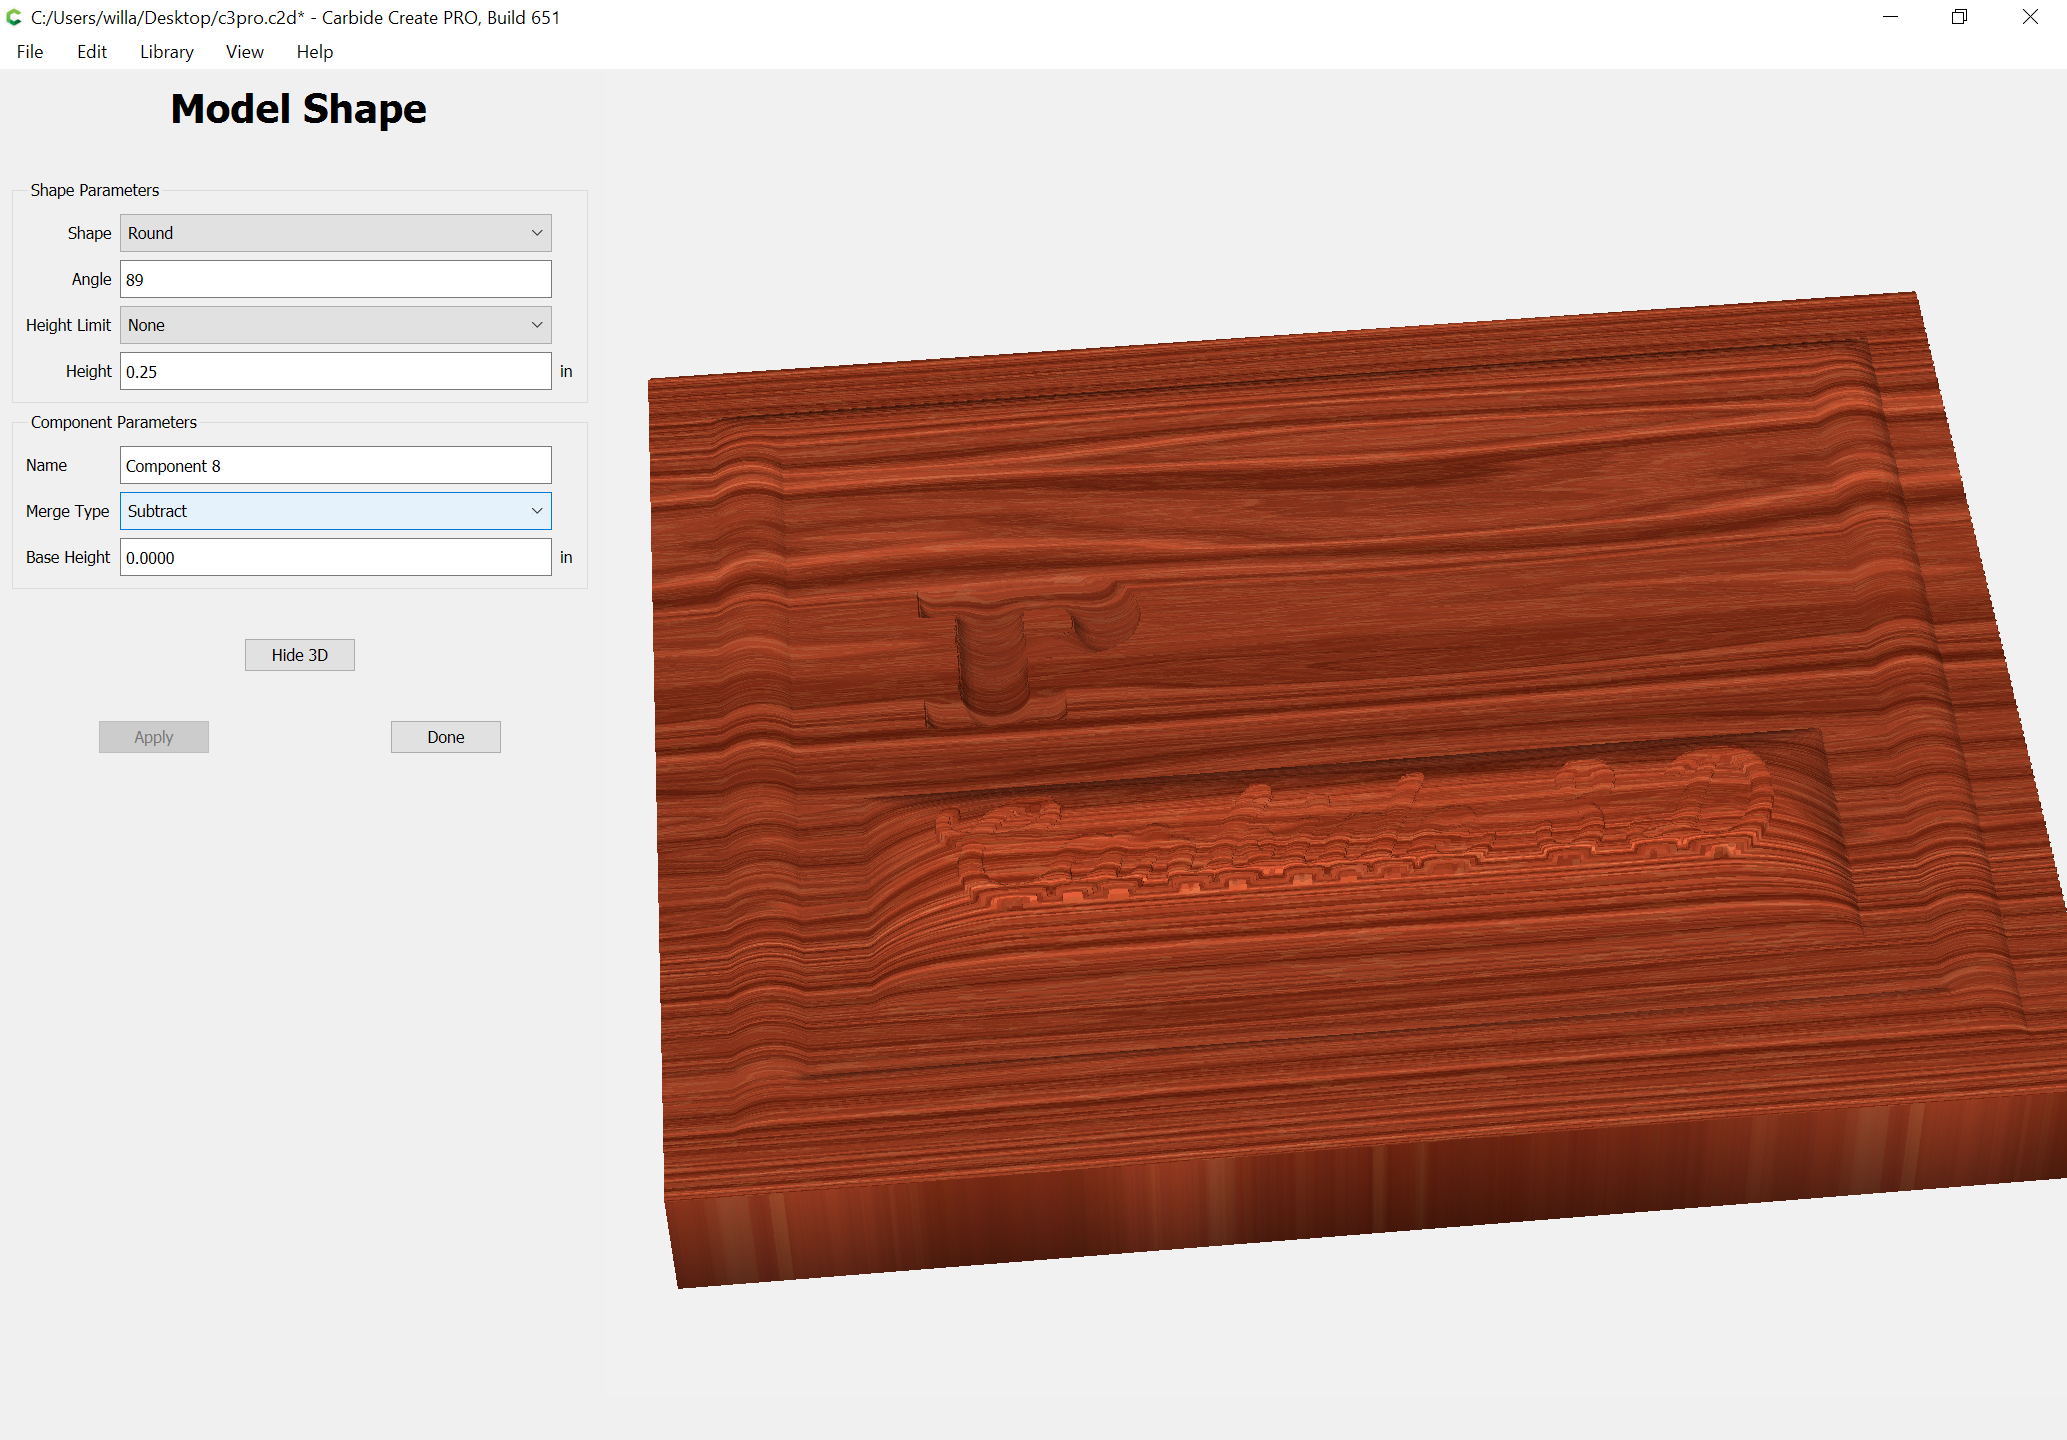 C:/Users/willa/Desktop/c3pro.c2d* - Carbide Create PRO, Build 651
File Edit Library View Help
Model Shape
Shape Parameters
Shape Round
Angle 89
Height Limit None
Height 0.25 in
Component Parameters
Name Component 8
Merge Type Subtract
Base Height 0.0000 in
Hide 3D
Apply Done